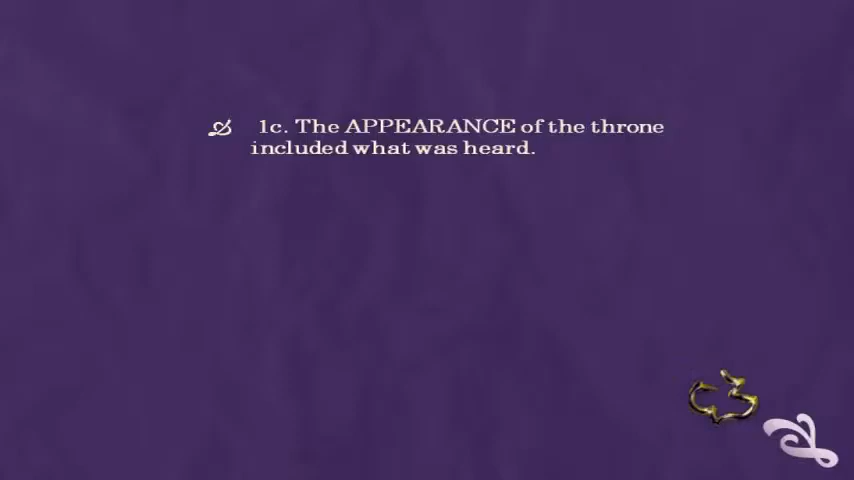 1c. The APPEARANCE of the throne
included what was heard.